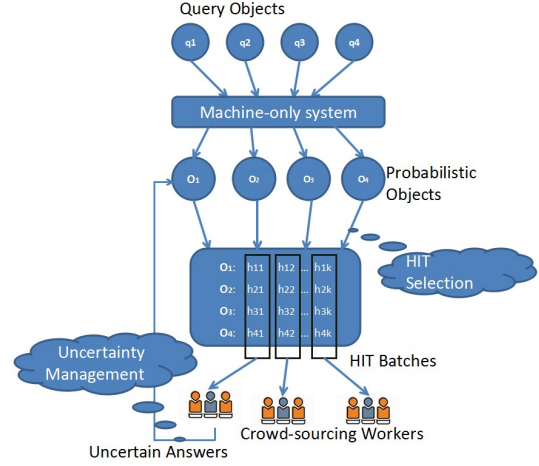 Query Objects
q1 q2 q3 q4
Machine-only system
O1 O2 O3 O4
Probabilistic
Objects
O1: h11 h12 ... h1k
O2: h21 h22 ... h2k
O3: h31 h32 ... h3k
O4: h41 h42 ... h4k
HIT
Selection
Uncertainty
Management
HIT Batches
Crowd-sourcing Workers
Uncertain Answers